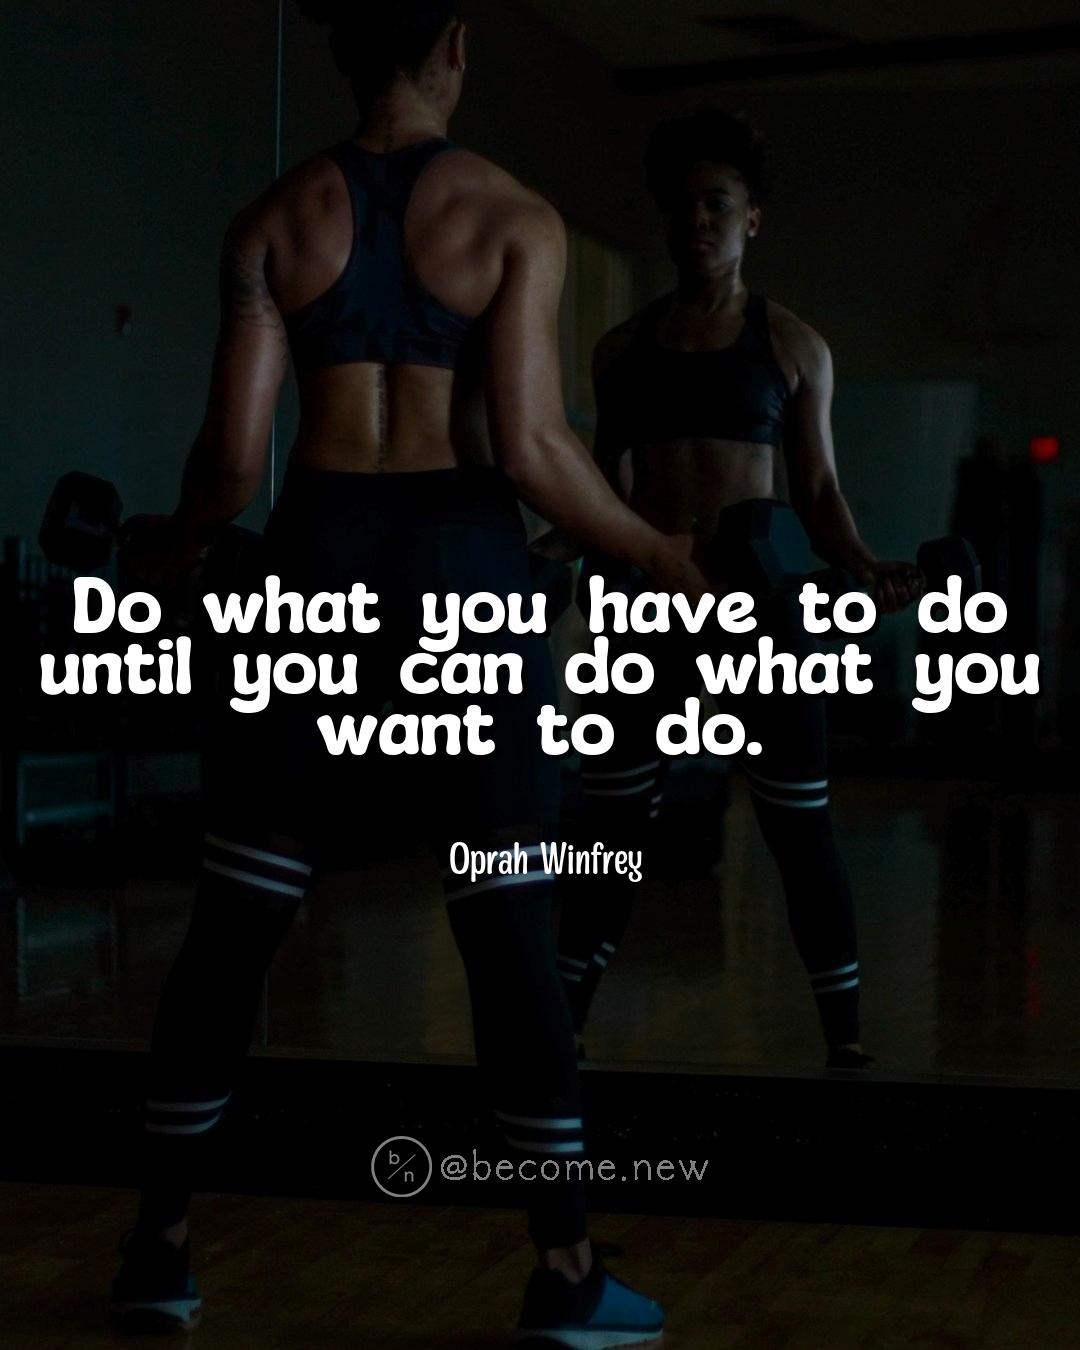 Do what you have to do
until you can do what you
want to do.
Oprah Winfrey
b/n @become.new